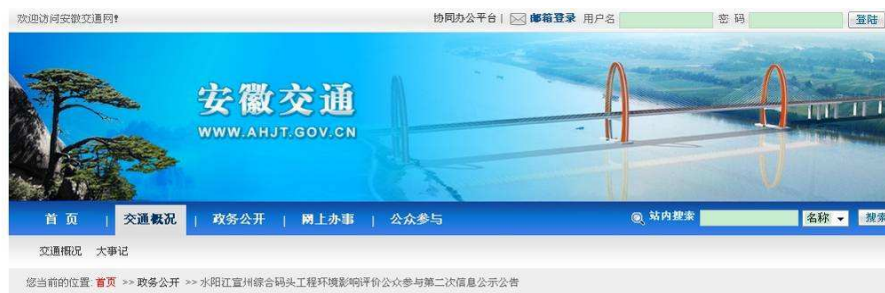 欢迎访问安徽交通网!
协同办公平台 | 邮箱登录 用户名 密 码 登陆
安徽交通
WWW.AHJT.GOV.CN
首 页 | 交通概况 | 政务公开 | 网上办事 | 公众参与 站内搜索 名称 搜索
交通概况 大事记
您当前的位置: 首页 >> 政务公开 >> 水阳江宣州综合码头工程环境影响评价公众参与第二次信息公示公告